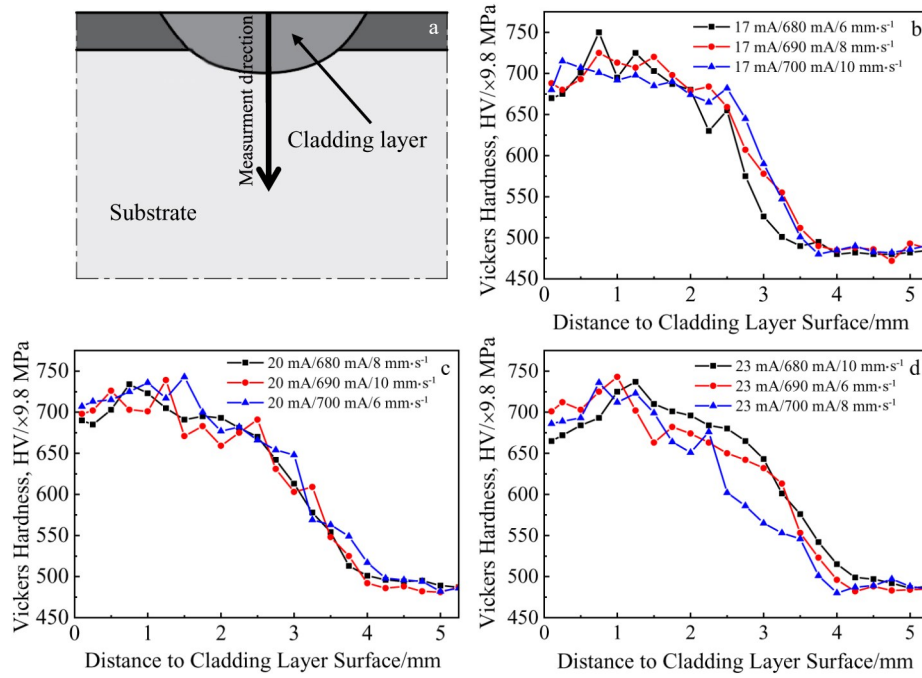 a
Measurment direction
Cladding layer
Substrate
b
17 mA/680 mA/6 mm·s⁻¹
17 mA/690 mA/8 mm·s⁻¹
17 mA/700 mA/10 mm·s⁻¹
Vickers Hardness, HV/×9.8 MPa
750
700
650
600
550
500
450
0 1 2 3 4 5
Distance to Cladding Layer Surface/mm
c
20 mA/680 mA/8 mm·s⁻¹
20 mA/690 mA/10 mm·s⁻¹
20 mA/700 mA/6 mm·s⁻¹
Vickers Hardness, HV/×9.8 MPa
750
700
650
600
550
500
450
0 1 2 3 4 5
Distance to Cladding Layer Surface/mm
d
23 mA/680 mA/10 mm·s⁻¹
23 mA/690 mA/6 mm·s⁻¹
23 mA/700 mA/8 mm·s⁻¹
Vickers Hardness, HV/×9.8 MPa
750
700
650
600
550
500
450
0 1 2 3 4 5
Distance to Cladding Layer Surface/mm